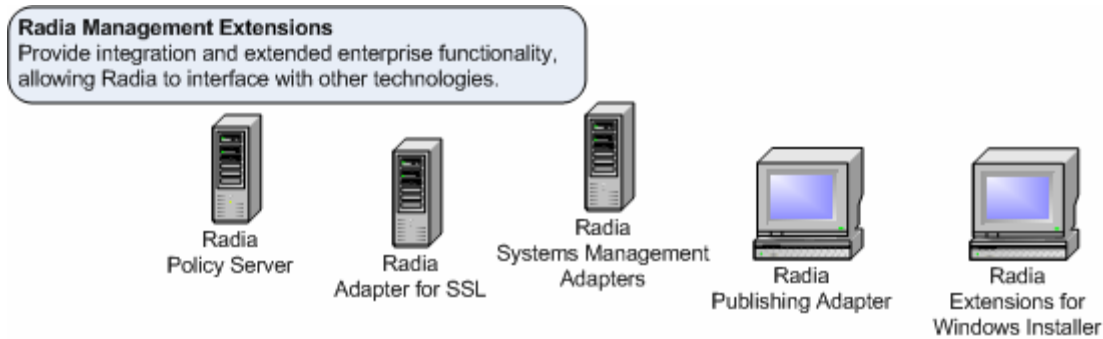 Radia Management Extensions
Provide integration and extended enterprise functionality,
allowing Radia to interface with other technologies.
Radia
Policy Server
Radia
Adapter for SSL
Radia
Systems Management
Adapters
Radia
Publishing Adapter
Radia
Extensions for
Windows Installer